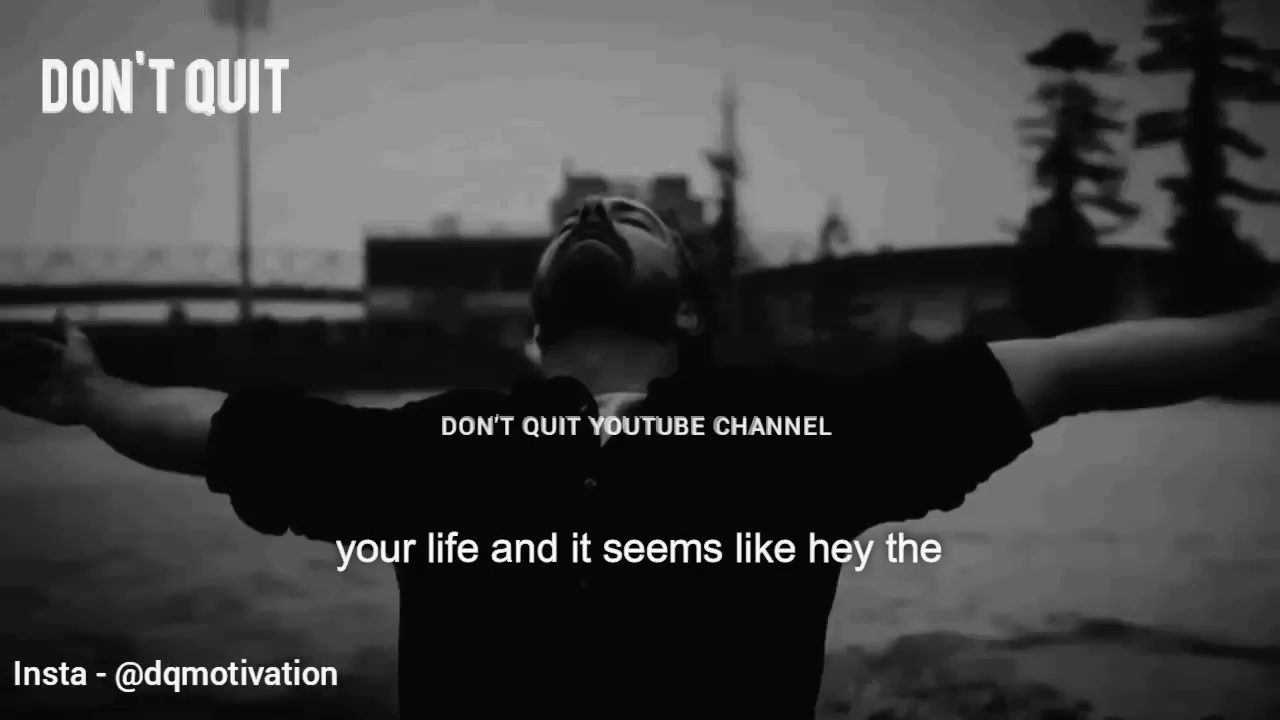 DON'T QUIT
DON'T QUIT YOUTUBE CHANNEL
your life and it seems like hey the
Insta - @dqmotivation